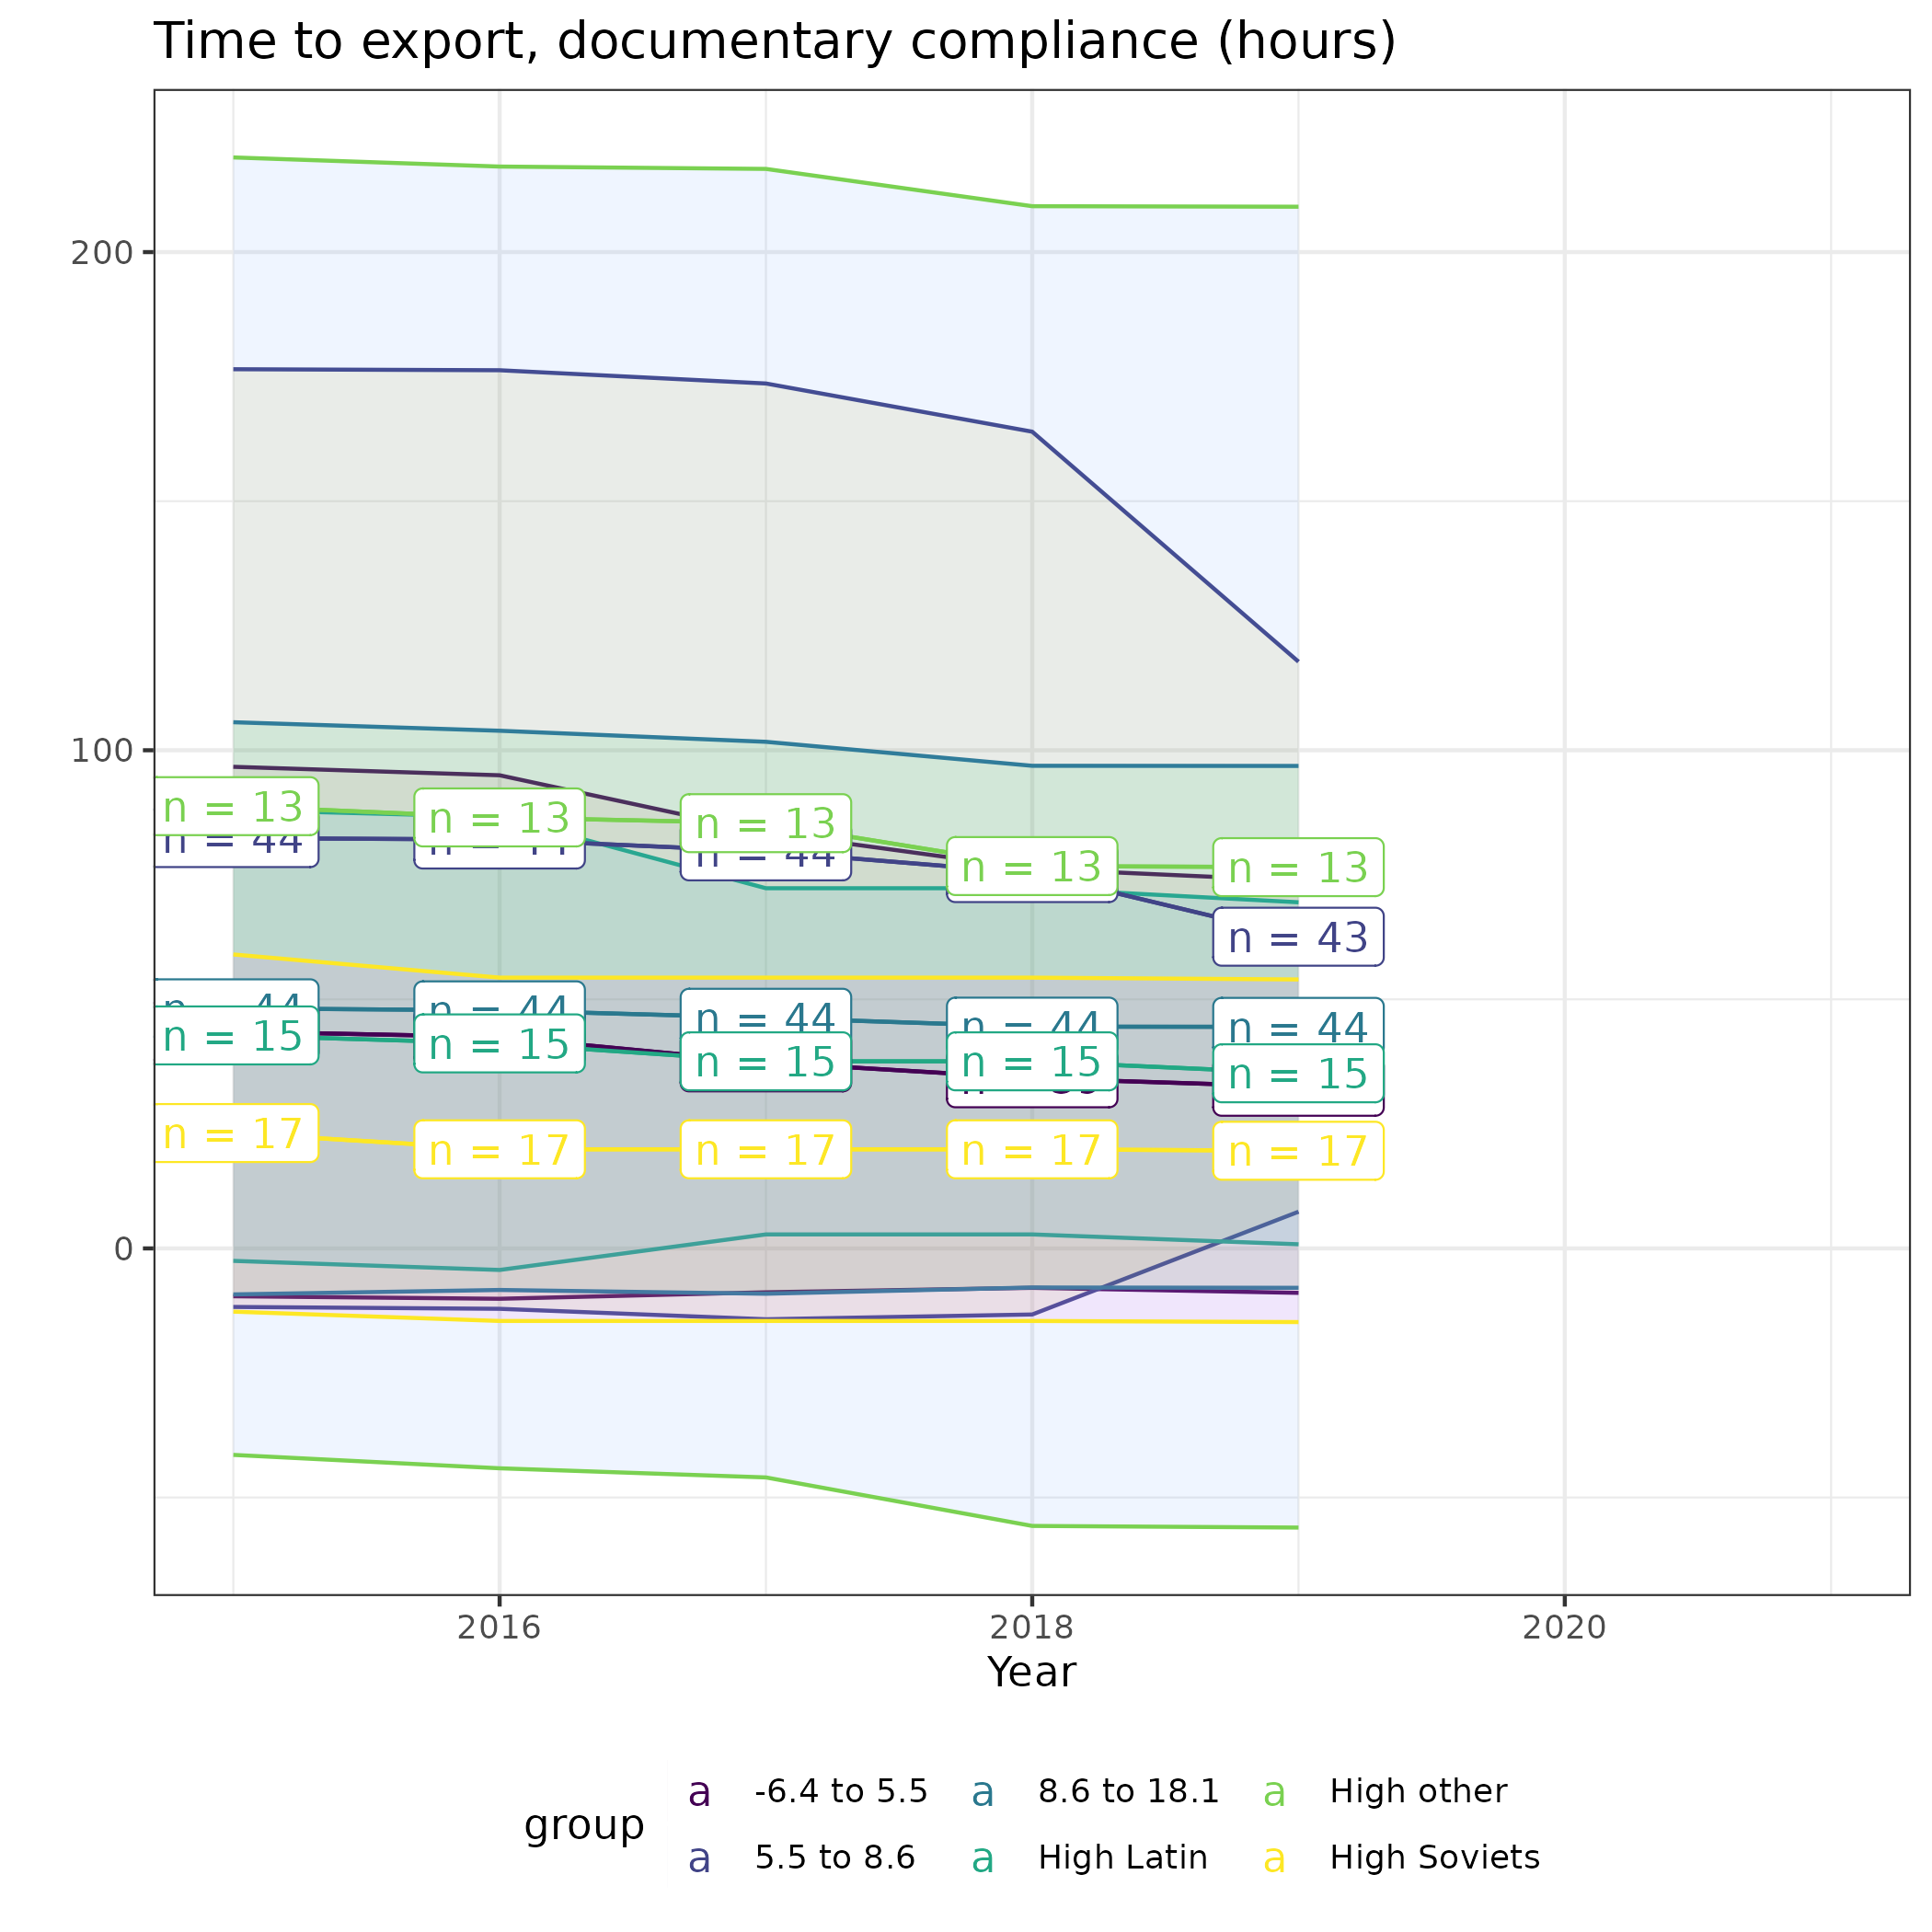 Time to export, documentary compliance (hours)
200
100
n = 13
n = 13
n = 13
n = 13
n = 13
n = 44
n = 44
n = 43
n = 44
n = 44
n = 44
n = 44
n = 44
n = 15
n = 15
n = 15
n = 15
n = 15
n = 17
n = 17
n = 17
n = 17
n = 17
0
2016
2018
2020
Year
group
a -6.4 to 5.5 a 8.6 to 18.1 a High other
a 5.5 to 8.6 a High Latin a High Soviets